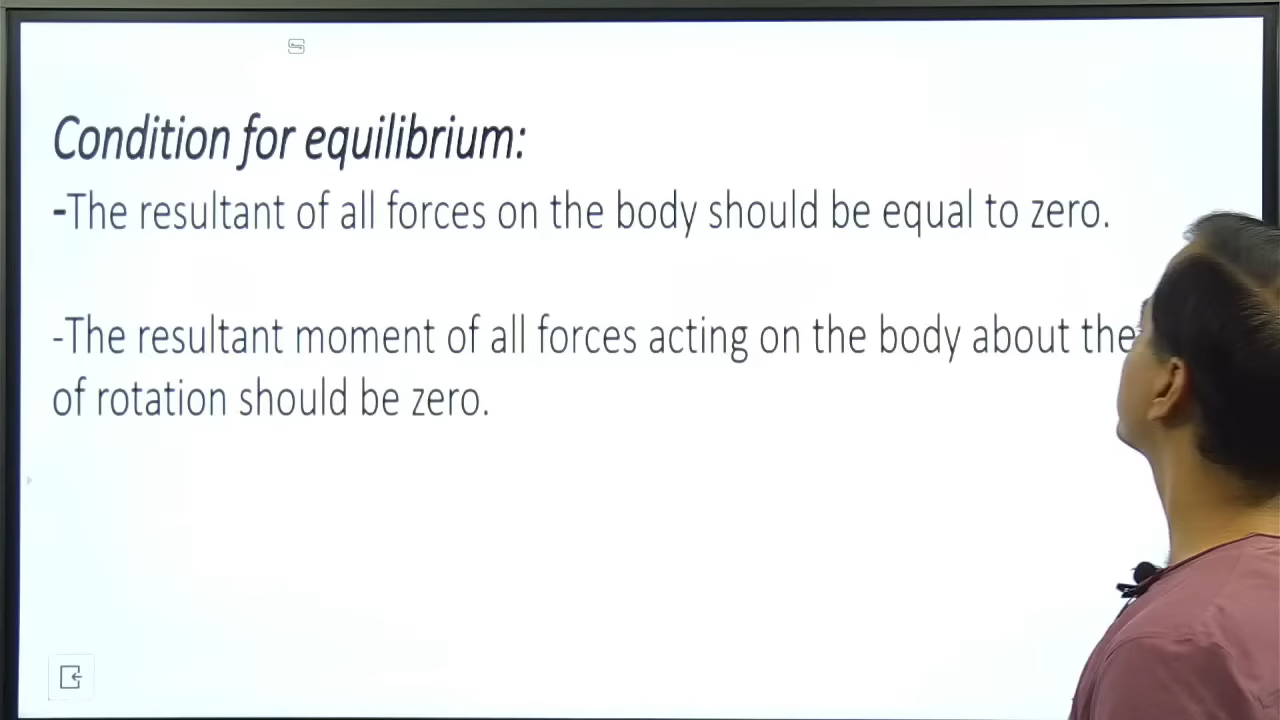 Condition for equilibrium:
-The resultant of all forces on the body should be equal to zero.
-The resultant moment of all forces acting on the body about the
of rotation should be zero.